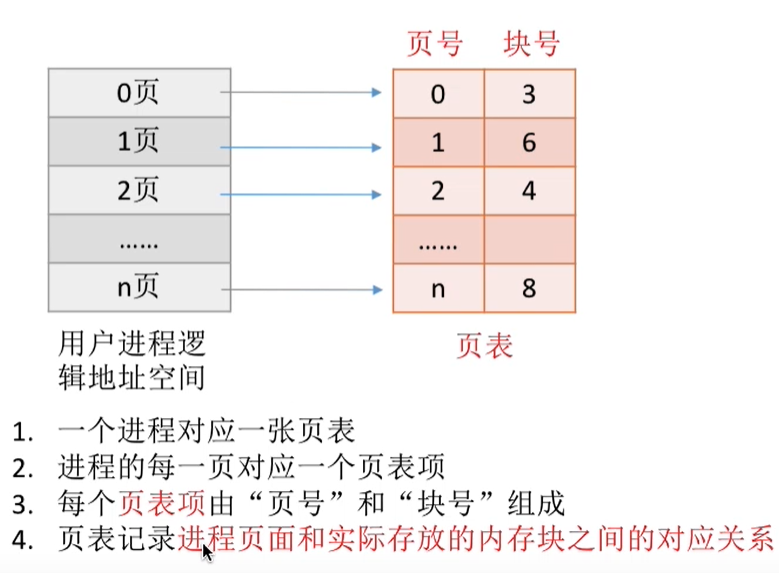 页号 块号
0页 0 3
1页 1 6
2页 2 4
…… ……
n页 n 8
用户进程逻
辑地址空间
页表
1. 一个进程对应一张页表
2. 进程的每一页对应一个页表项
3. 每个页表项由“页号”和“块号”组成
4. 页表记录进程页面和实际存放的内存块之间的对应关系